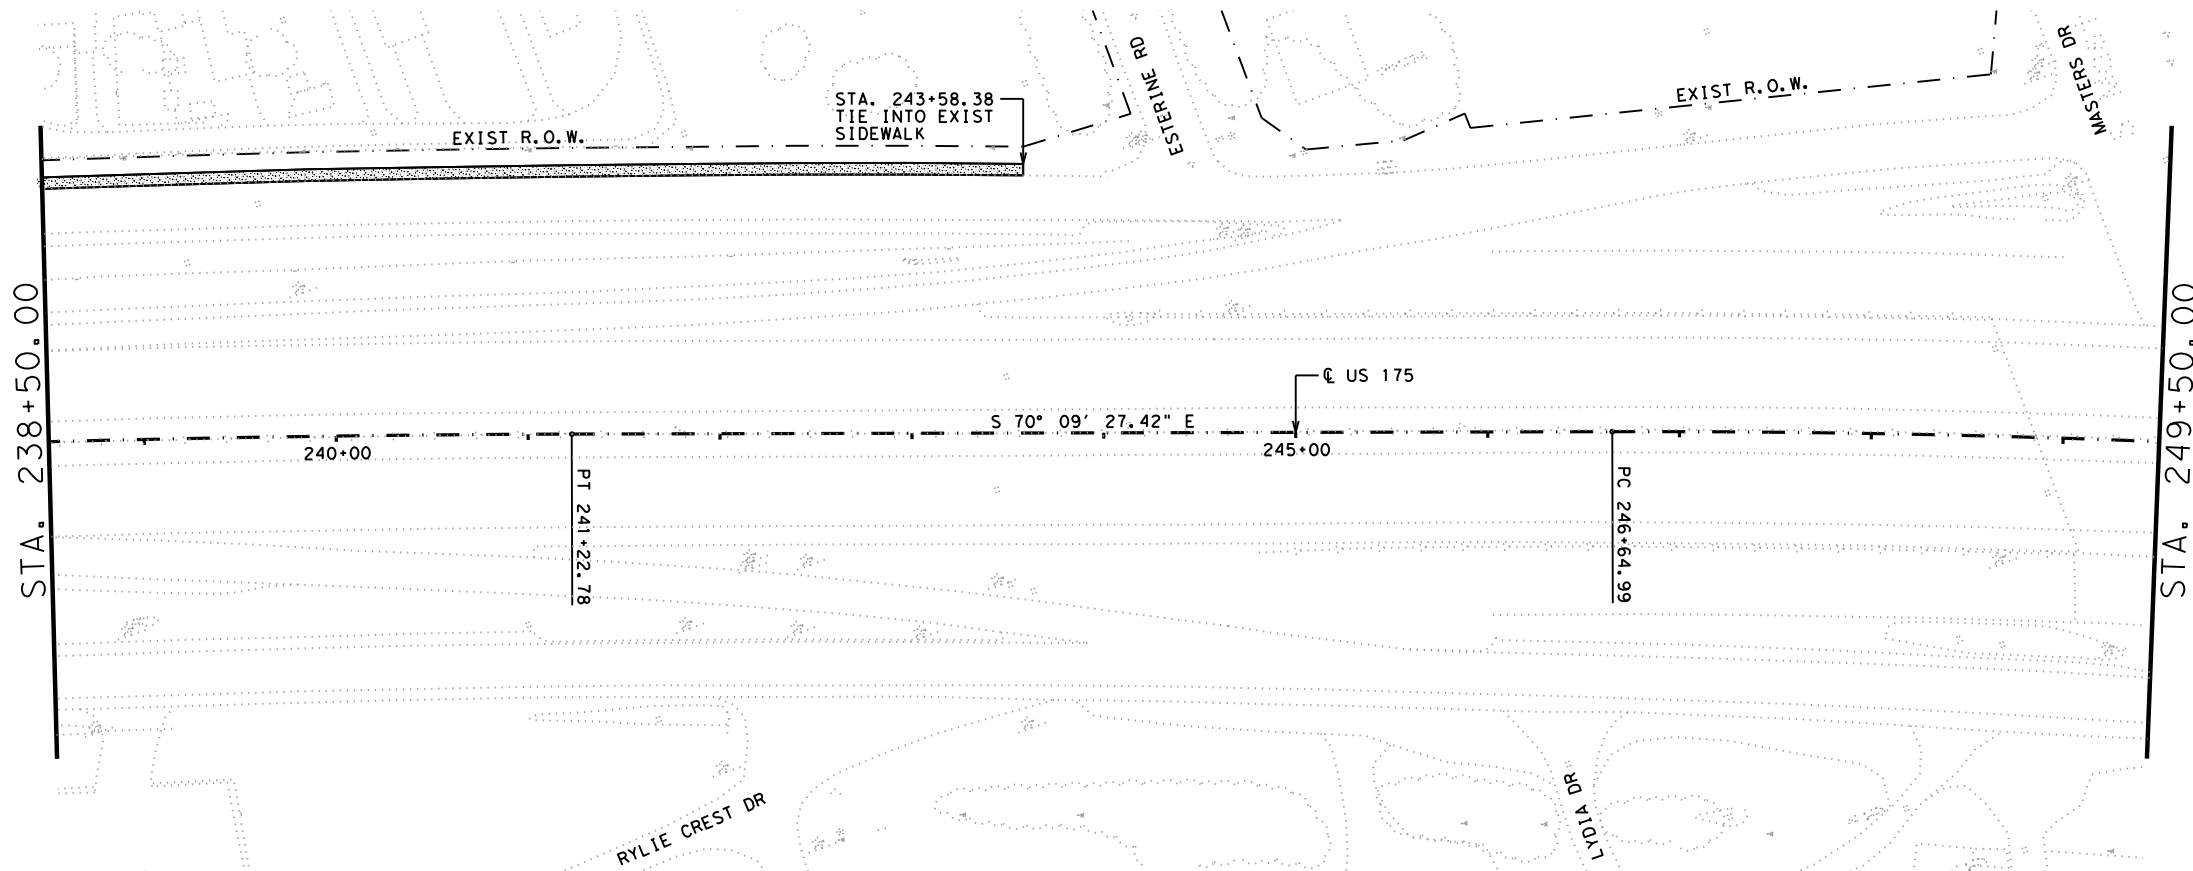 ESTERRINE RD
MASTERS DR
STA. 243+58.38
TIE INTO EXIST
SIDEWALK
EXIST R.O.W.
EXIST R.O.W.
STA. 238+50.00
STA. 249+50.00
℄ US 175
S 70° 09' 27.42" E
240+00
245+00
PT 241+22.78
PC 246+64.99
RYLIE CREST DR
LYDIA DR